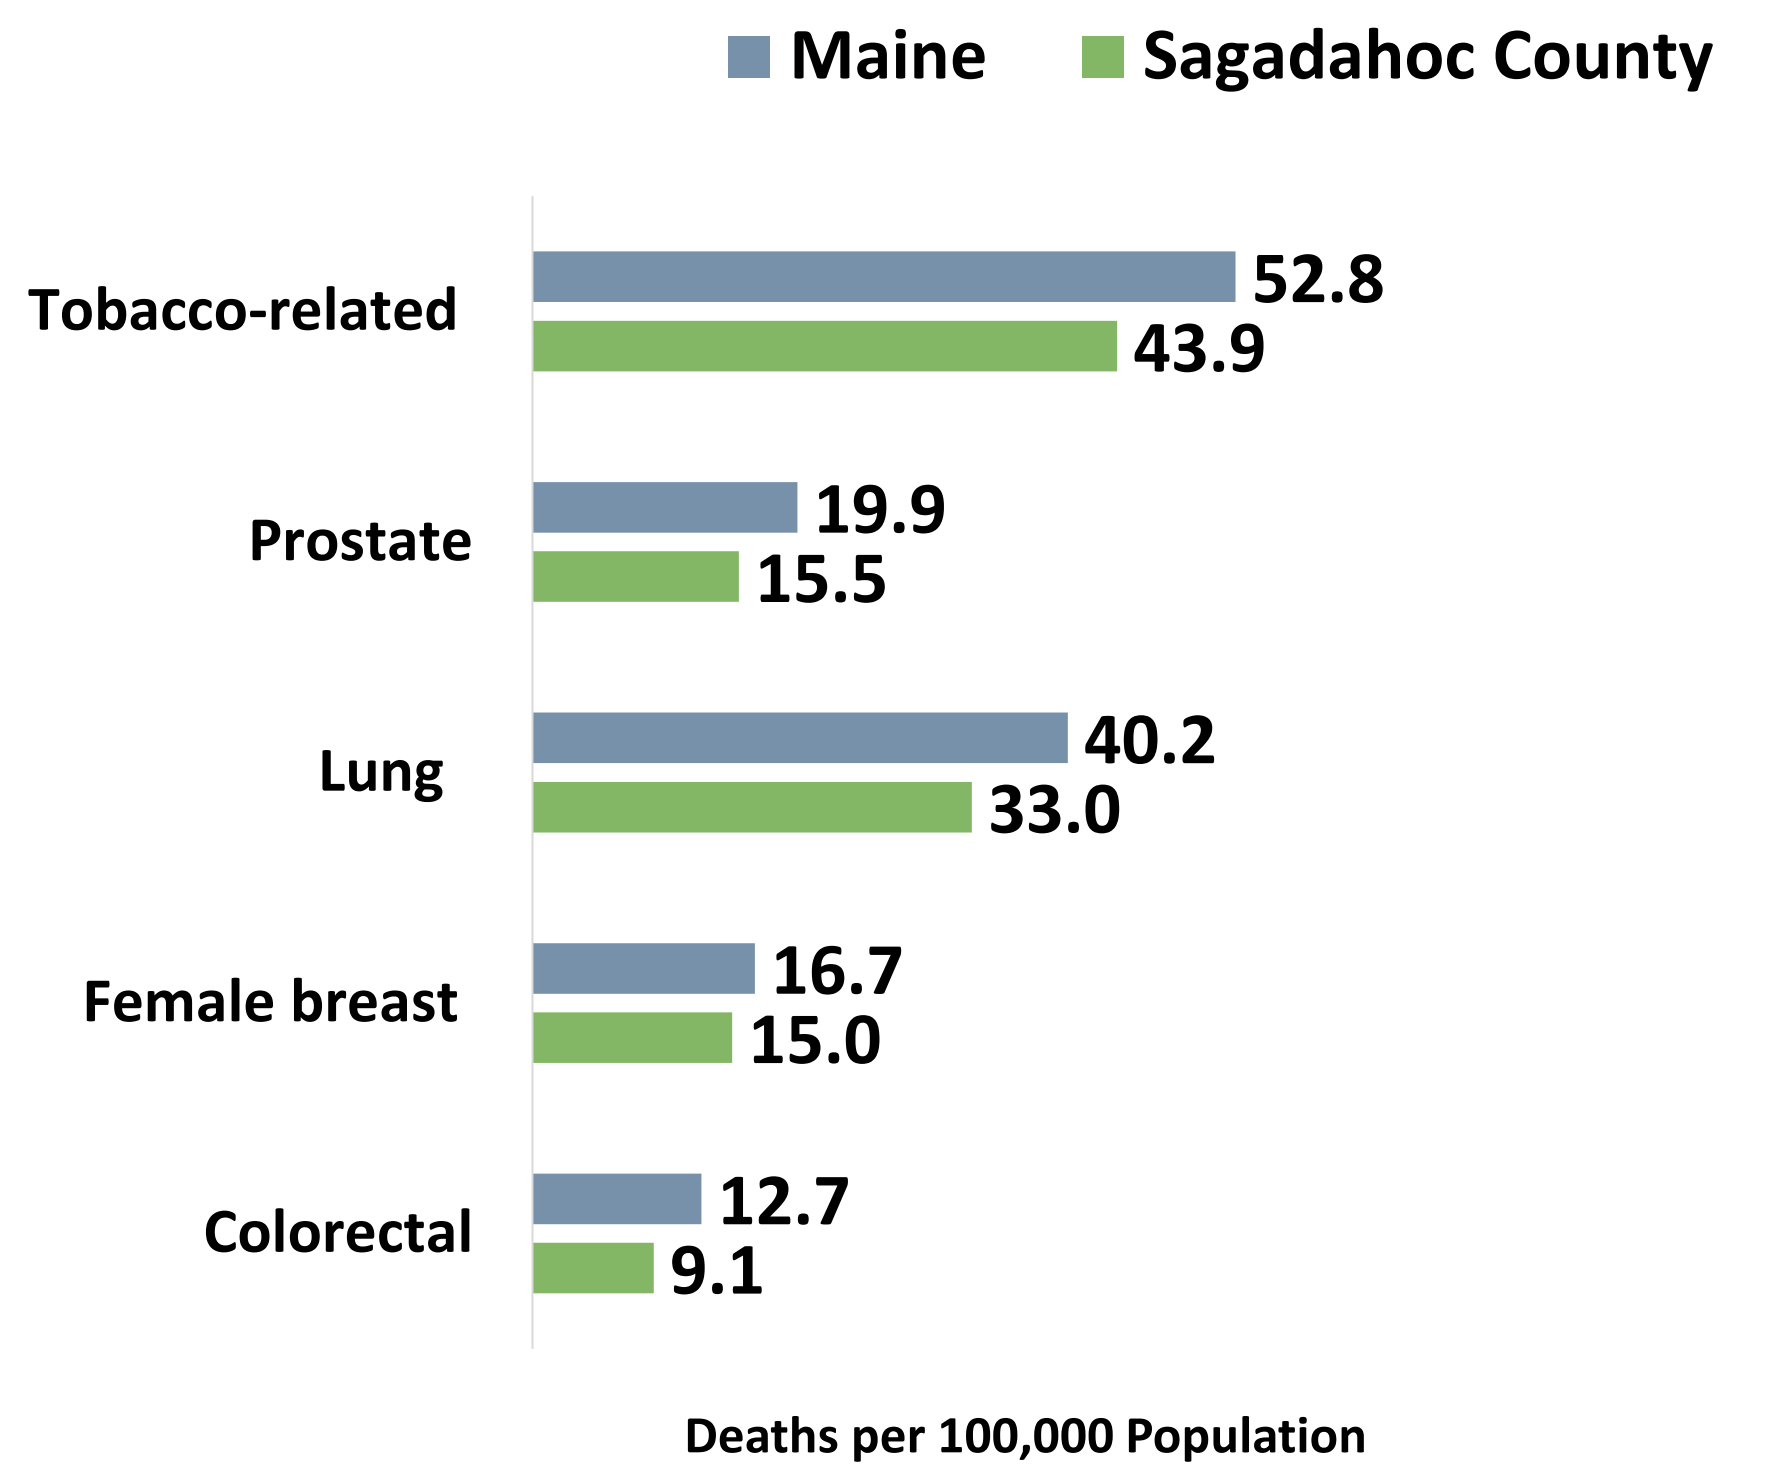 Maine Sagadahoc County
Tobacco-related
52.8
43.9
Prostate
19.9
15.5
Lung
40.2
33.0
Female breast
16.7
15.0
Colorectal
12.7
9.1
Deaths per 100,000 Population